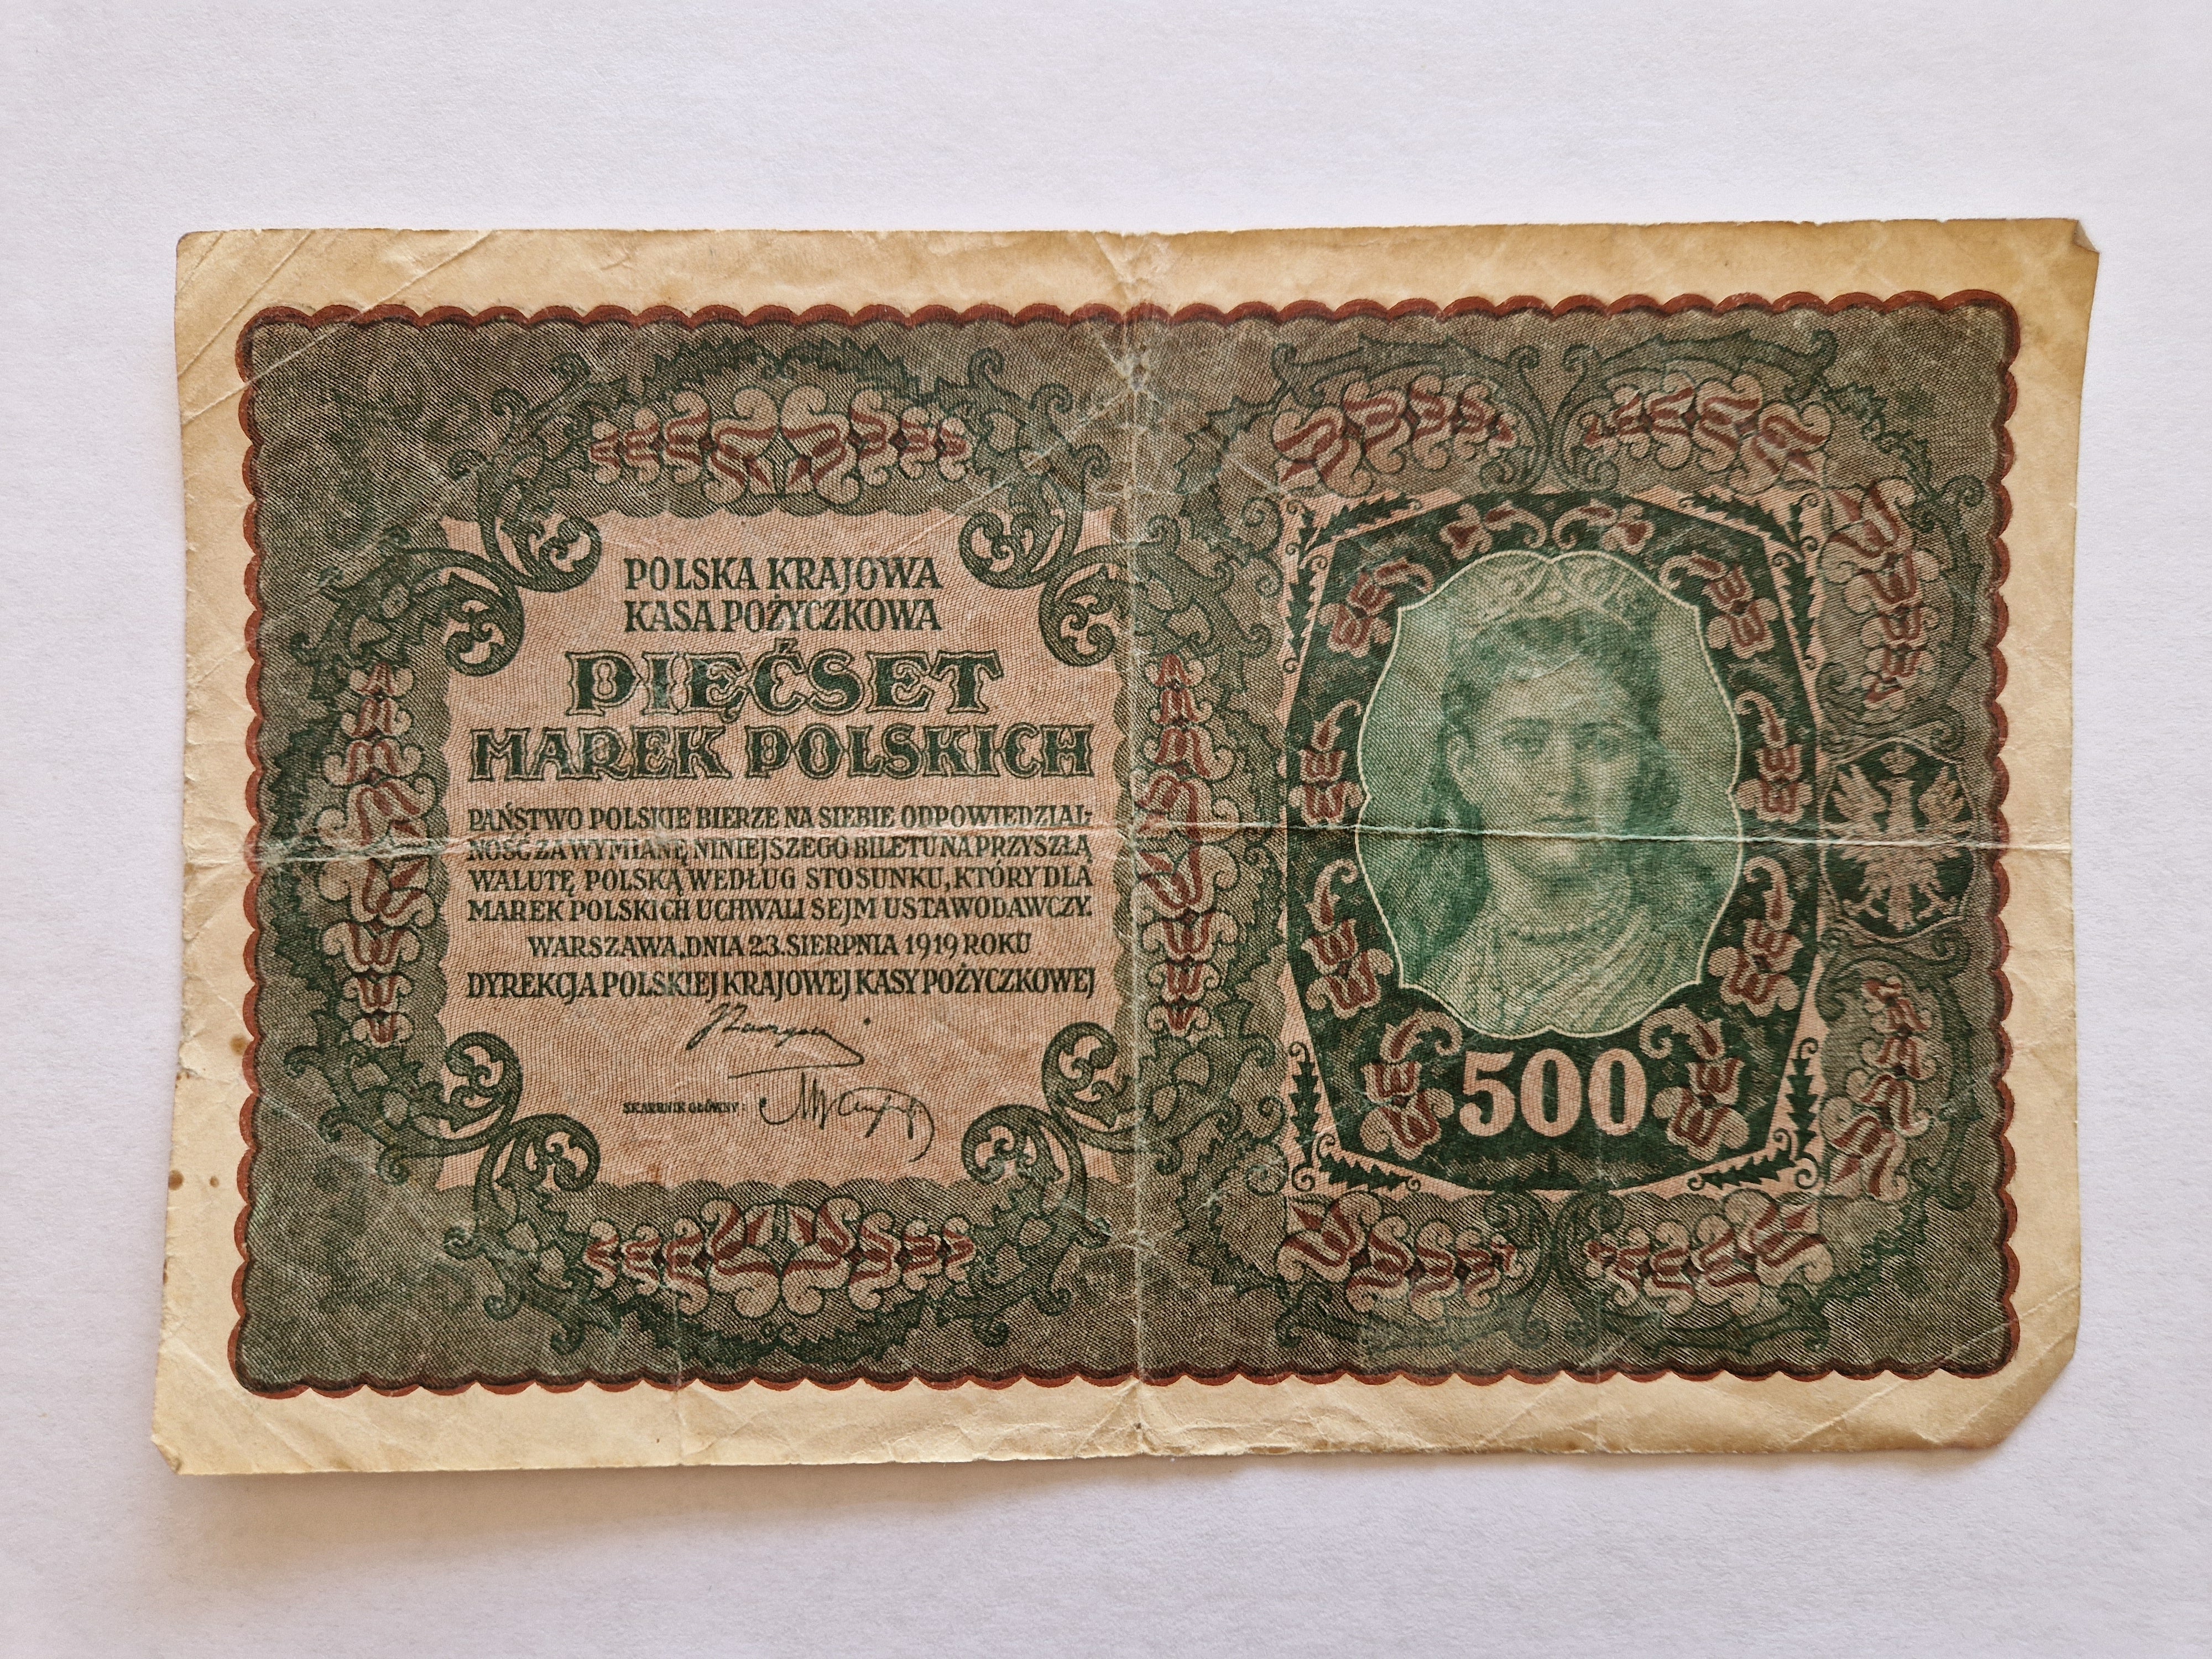 POLSKA KRAJOWA
KASA POŻYCZKOWA
PIĘĆSET
MAREK POLSKICH
PAŃSTWO POLSKIE BIERZE NA SIEBIE ODPOWIEDZIAL-
NOŚĆ ZA WYMIANĘ NINIEJSZEGO BILETU NA PRZYSZŁĄ
WALUTĘ POLSKĄ WEDŁUG STOSUNKU, KTÓRY DLA
MAREK POLSKICH UCHWALI SEJM USTAWODAWCZY.
WARSZAWA, DNIA 23. SIERPNIA 1919 ROKU
DYREKCJA POLSKIEJ KRAJOWEJ KASY POŻYCZKOWEJ
SKARBNIK GŁÓWNY:
500